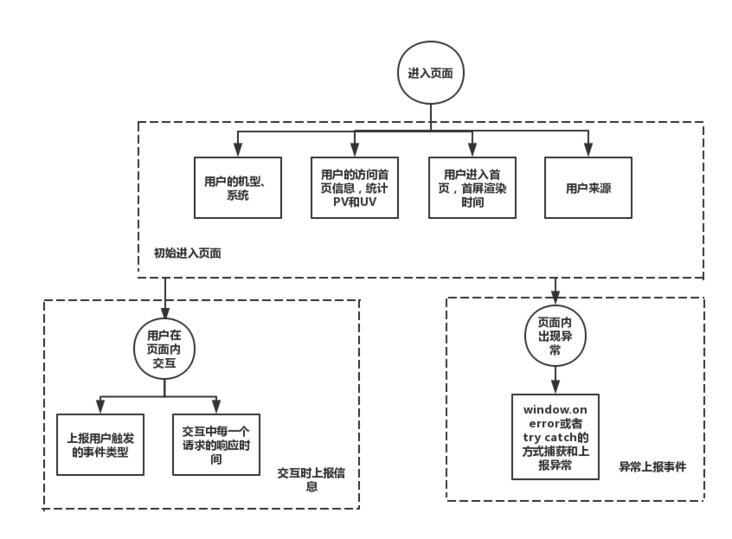 进入页面
用户的机型、
系统
用户的访问首
页信息，统计
PV和UV
用户进入首
页，首屏渲染
时间
用户来源
初始进入页面
用户在
页面内
交互
上报用户触发
的事件类型
交互中每一个
请求的响应时
间
交互时上报信
息
页面内
出现异
常
window.on
error或者
try catch的
方式捕获和上
报异常
异常上报事件